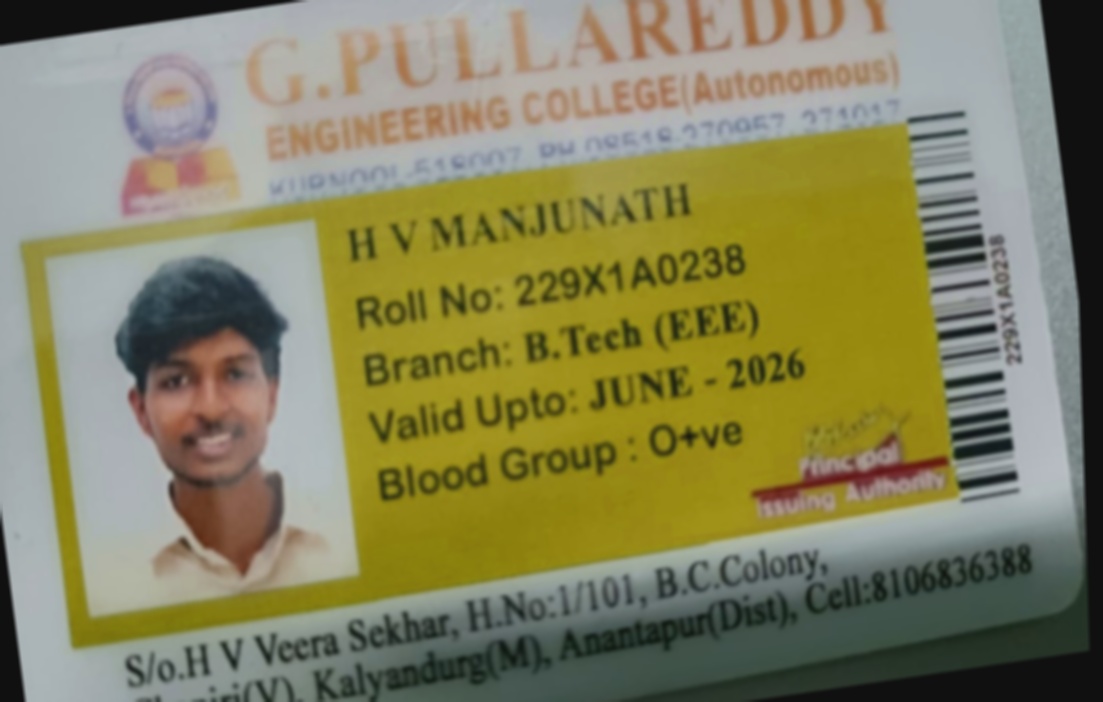 G.PULLAREDDY
ENGINEERING COLLEGE(Autonomous)
KURNOOL-518007. PH.08518-270957, 271017
H V MANJUNATH
Roll No: 229X1A0238
Branch: B.Tech (EEE)
Valid Upto: JUNE - 2026
Blood Group : O+ve
Principal
Issuing Authority
229X1A0238
S/o.H V Veera Sekhar, H.No:1/101, B.C.Colony,
Kalyandurg(M), Anantapur(Dist), Cell:8106836388